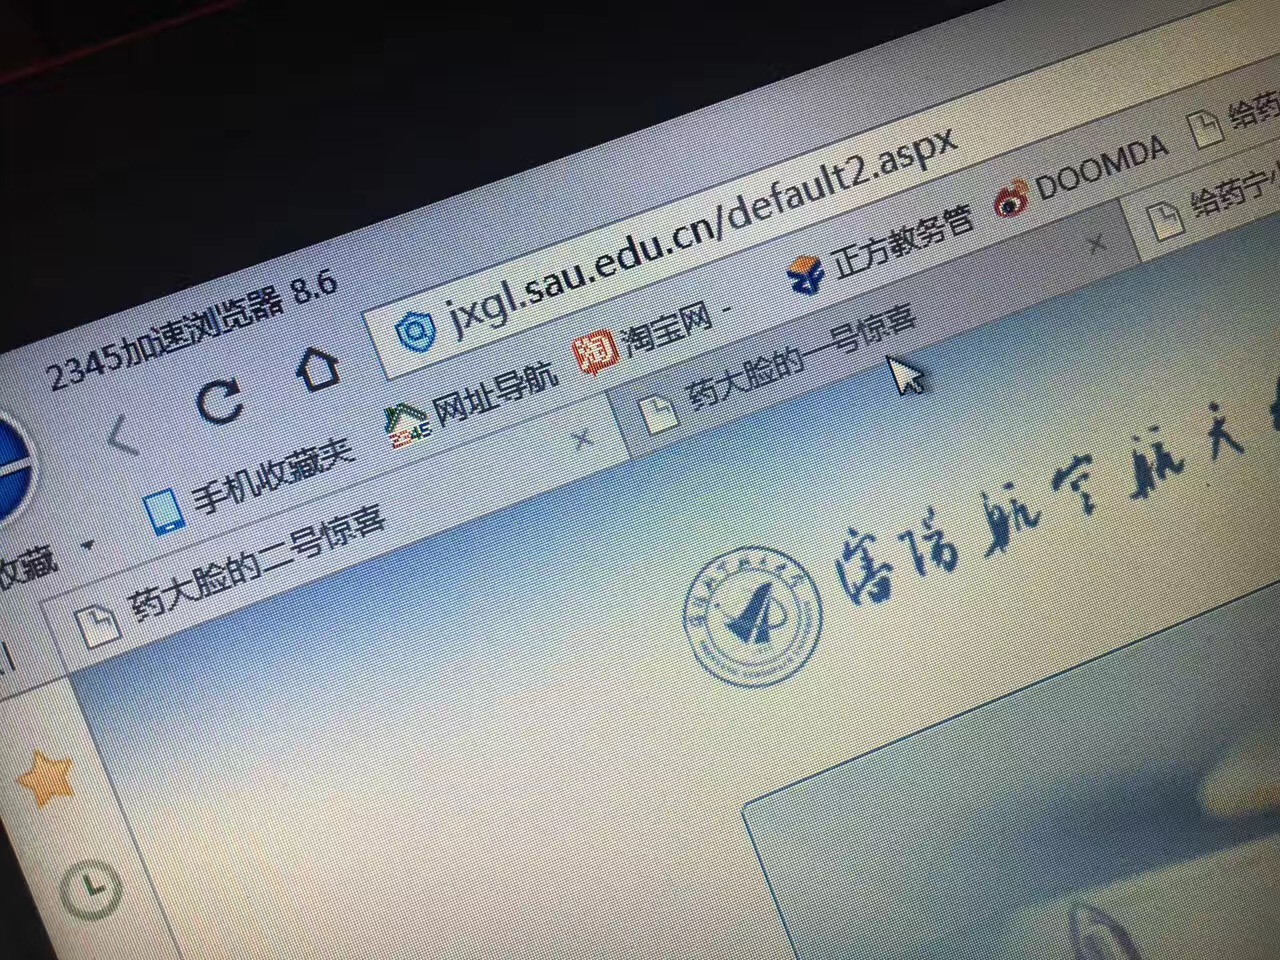 2345加速浏览器 8.6
jxgl.sau.edu.cn/default2.aspx
收藏
手机收藏夹
2345
网址导航
淘
淘宝网 -
正方教务管
DOOMDA
给药
药大脸的二号惊喜
药大脸的一号惊喜
给药宁小
沈阳航空航天